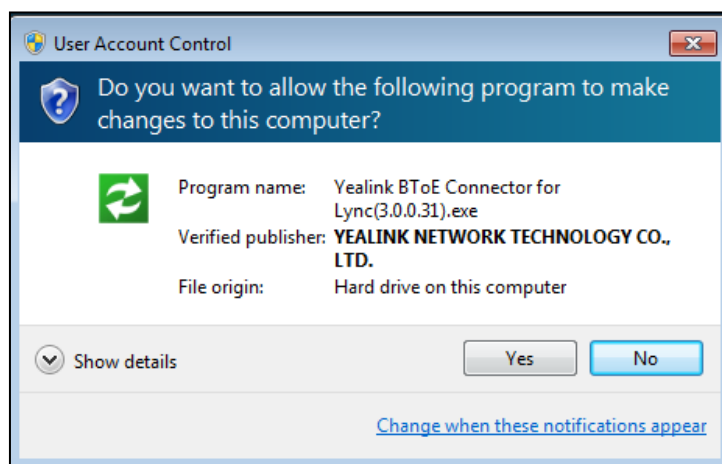 User Account Control
Do you want to allow the following program to make
changes to this computer?
Program name: Yealink BToE Connector for
Lync(3.0.0.31).exe
Verified publisher: YEALINK NETWORK TECHNOLOGY CO.,
LTD.
File origin: Hard drive on this computer
Show details Yes No
Change when these notifications appear